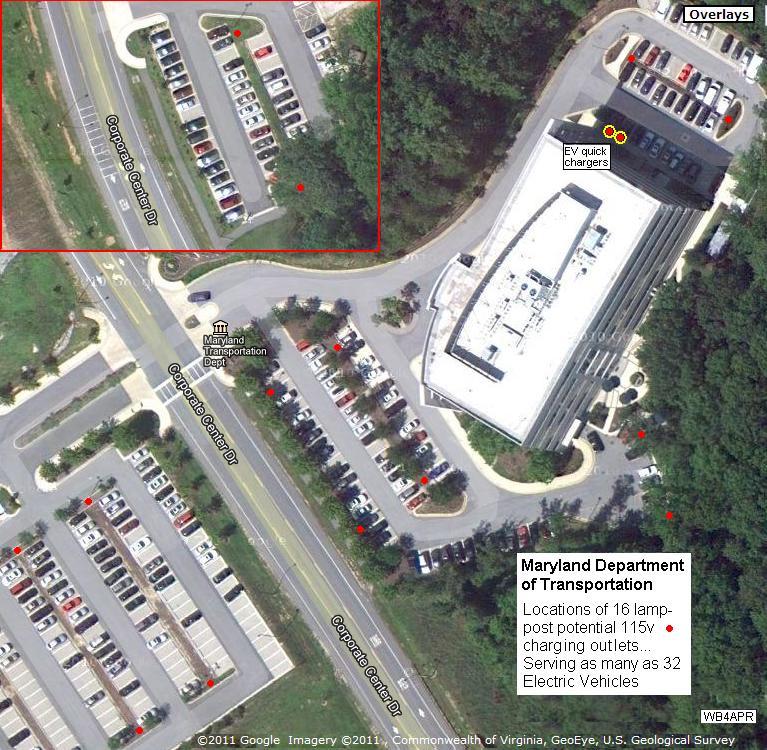 Overlays
Corporate Center Dr
EV quick
chargers
Maryland
Transportation
Dept
Corporate Center Dr
Maryland Department
of Transportation
Locations of 16 lamp-
post potential 115v
charging outlets...
Serving as many as 32
Electric Vehicles
Corporate Center Dr
WB4APR
©2011 Google Imagery ©2011 , Commonwealth of Virginia, GeoEye, U.S. Geological Survey